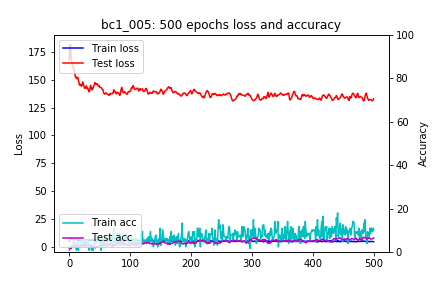 bc1_005: 500 epochs loss and accuracy
Train loss
Test loss
Train acc
Test acc
Loss
Accuracy
175
150
125
100
75
50
25
0
100
80
60
40
20
0
0
100
200
300
400
500